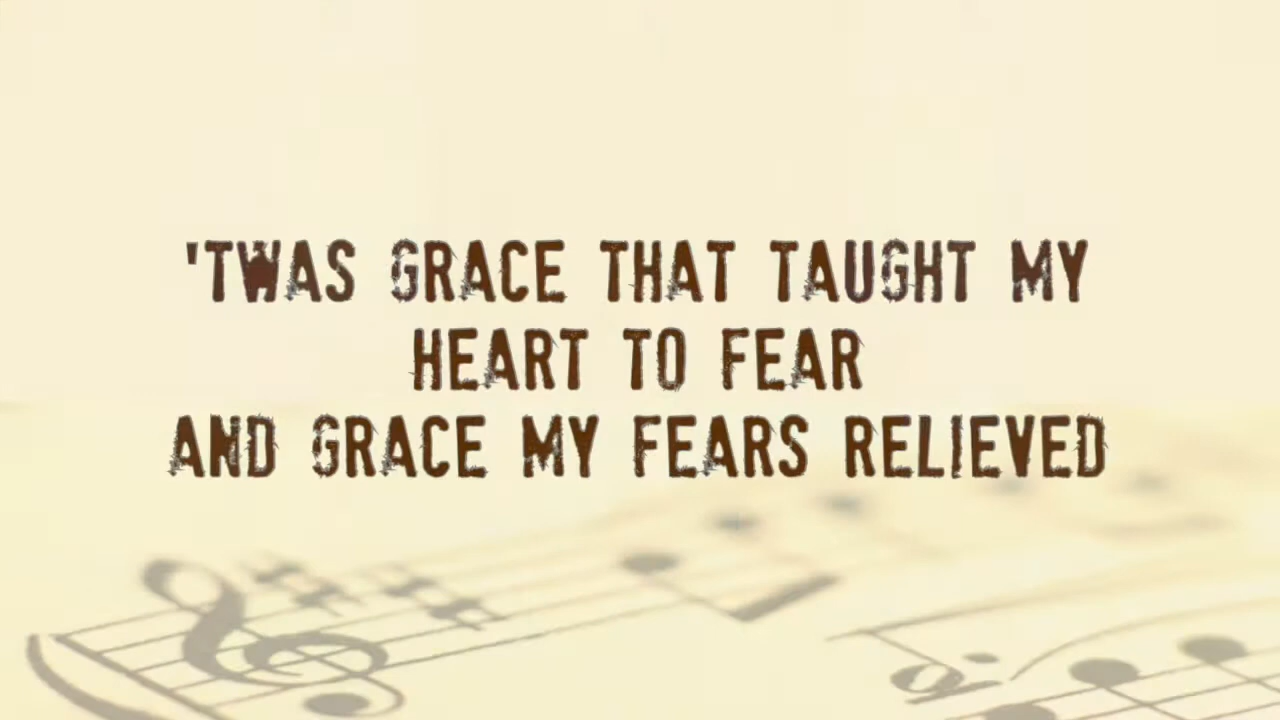 'TWAS GRACE THAT TAUGHT MY
HEART TO FEAR
AND GRACE MY FEARS RELIEVED